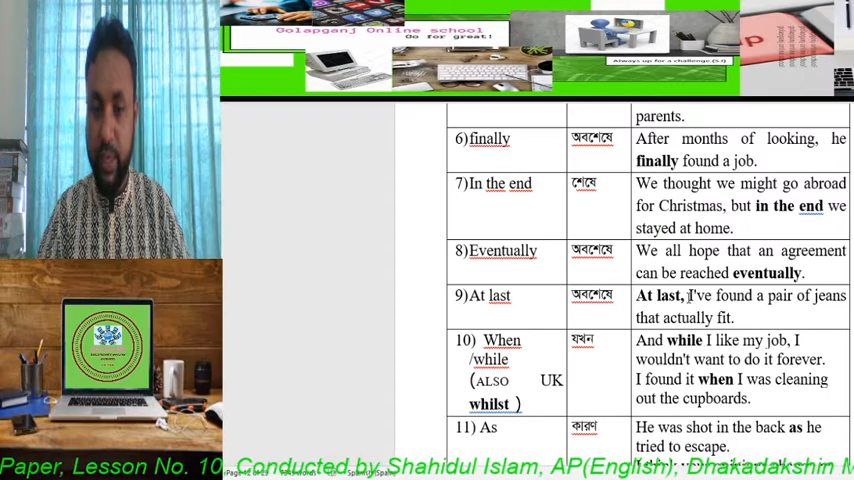 Golapganj Online school
Go for great!
Always up for a challenge.(S.I)
parents.
6) finally অবশেষে After months of looking, he
finally found a job.
7) In the end শেষে We thought we might go abroad
for Christmas, but in the end we
stayed at home.
8) Eventually অবশেষে We all hope that an agreement
can be reached eventually.
9) At last অবশেষে At last, I've found a pair of jeans
that actually fit.
10) When যখন And while I like my job, I
/while wouldn't want to do it forever.
(ALSO UK I found it when I was cleaning
whilst ) out the cupboards.
11) As কারণ He was shot in the back as he
tried to escape.
Paper, Lesson No. 10, Conducted by Shahidul Islam, AP(English); Dhakadakshin M